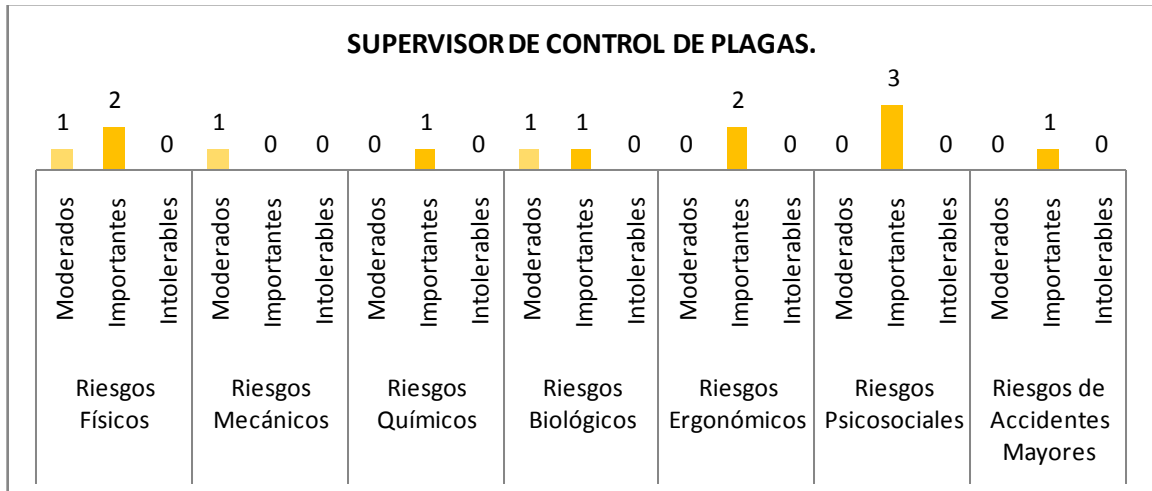 SUPERVISOR DE CONTROL DE PLAGAS.
1 2 0 1 0 0 0 1 0 1 1 0 0 2 0 0 3 0 0 1 0
Moderados Importantes Intolerables Moderados Importantes Intolerables Moderados Importantes Intolerables Moderados Importantes Intolerables Moderados Importantes Intolerables Moderados Importantes Intolerables Moderados Importantes Intolerables
Riesgos
Físicos
Riesgos
Mecánicos
Riesgos
Químicos
Riesgos
Biológicos
Riesgos
Ergonómicos
Riesgos
Psicosociales
Riesgos de
Accidentes
Mayores